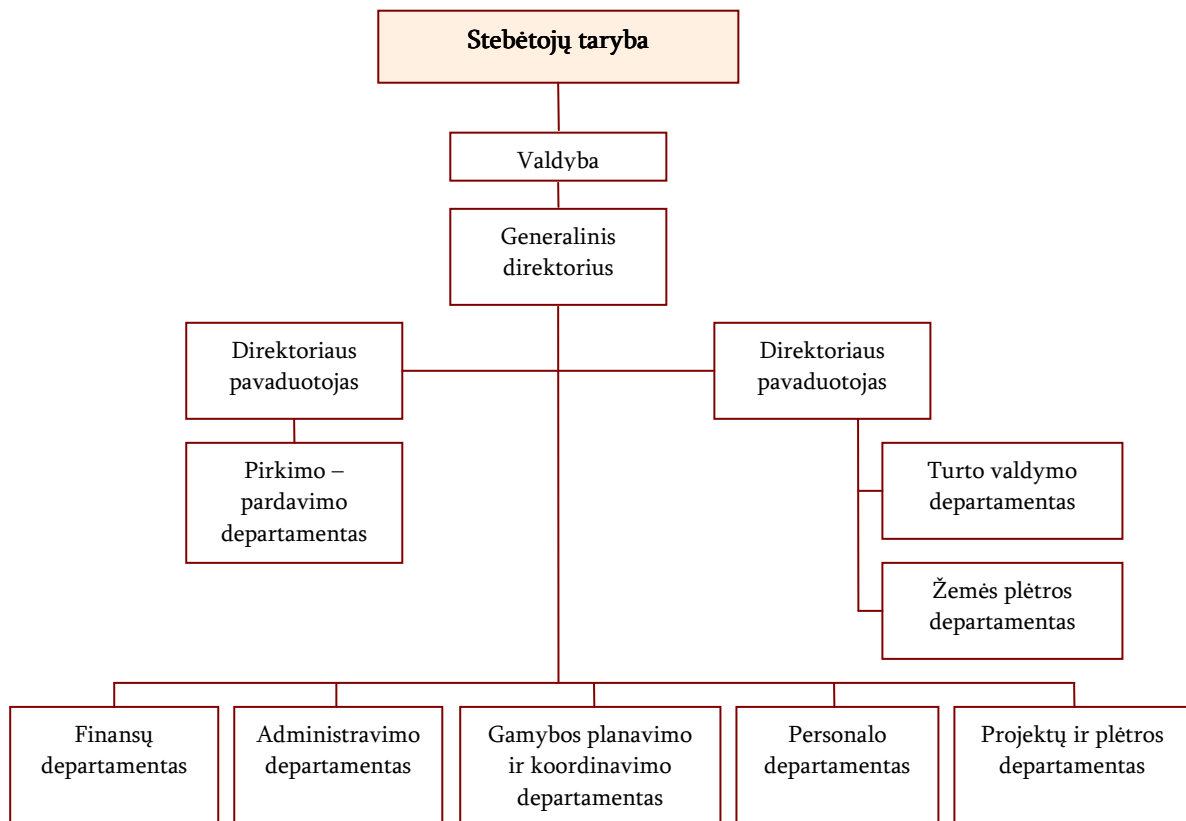 Stebėtojų taryba
Valdyba
Generalinis
direktorius
Direktoriaus
pavaduotojas
Direktoriaus
pavaduotojas
Pirkimo –
pardavimo
departamentas
Turto valdymo
departamentas
Žemės plėtros
departamentas
Finansų
departamentas
Administravimo
departamentas
Gamybos planavimo
ir koordinavimo
departamentas
Personalo
departamentas
Projektų ir plėtros
departamentas